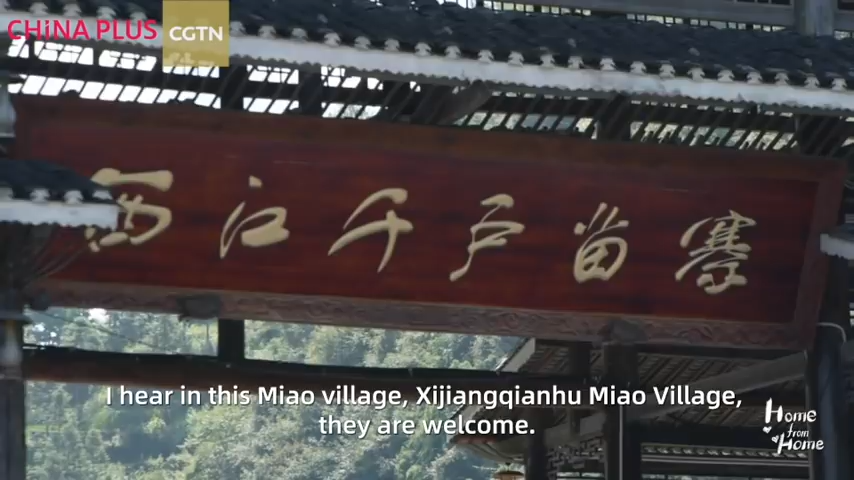 CHINA PLUS
CGTN
西江千户苗寨
I hear in this Miao village, Xijiangqianhu Miao Village,
they are welcome.
Home
from
Home